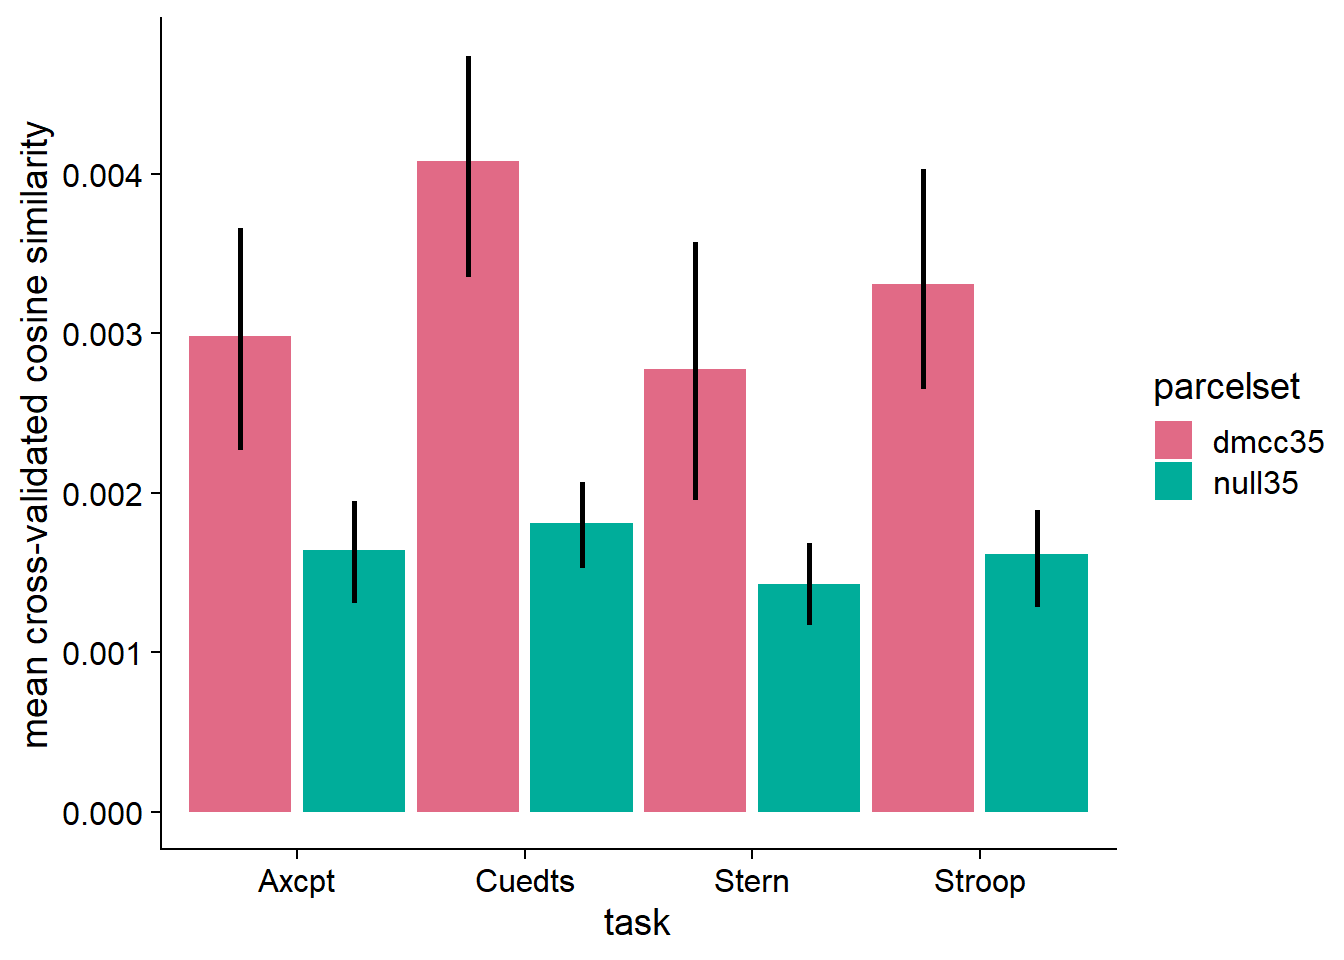 mean cross-validated cosine similarity
0.004
0.003
0.002
0.001
0.000
Axcpt Cuedts Stern Stroop
task
parcelset
dmcc35
null35